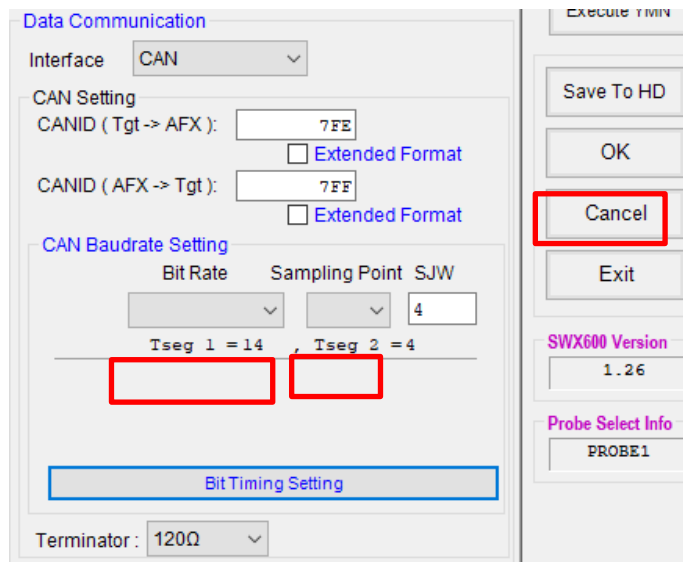 Data Communication
Interface CAN
CAN Setting
CANID ( Tgt -> AFX ): 7FE
Extended Format
CANID ( AFX -> Tgt ): 7FF
Extended Format
CAN Baudrate Setting
Bit Rate Sampling Point SJW
4
Tseg 1 =14 , Tseg 2 =4
Bit Timing Setting
Terminator : 120Ω
Execute YMN
Save To HD
OK
Cancel
Exit
SWX600 Version
1.26
Probe Select Info
PROBE1